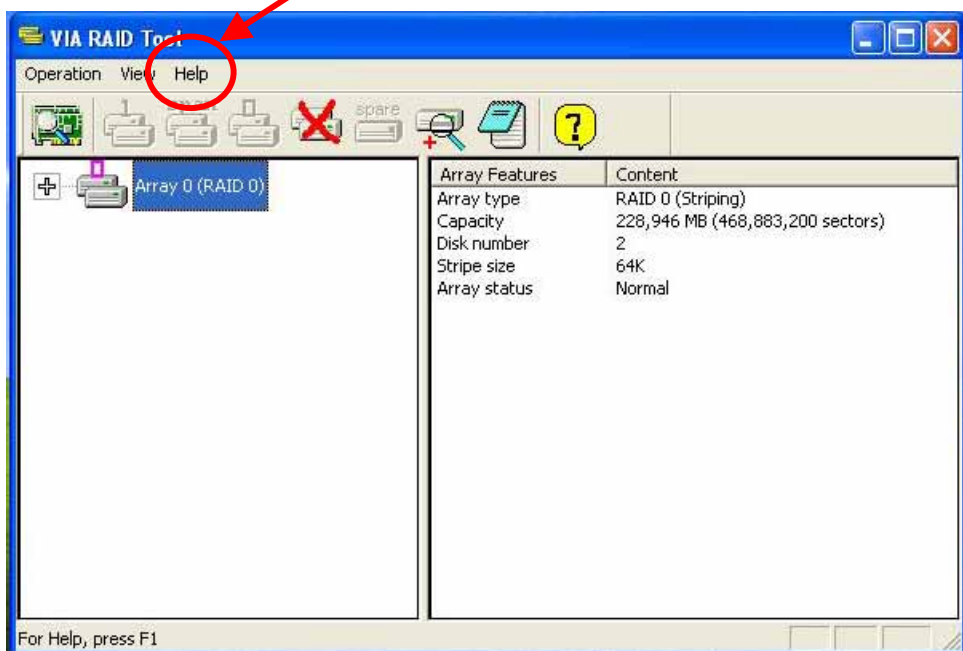 VIA RAID Tool
Operation View Help
1
spare
?
Array 0 (RAID 0)
Array Features Content
Array type RAID 0 (Striping)
Capacity 228,946 MB (468,883,200 sectors)
Disk number 2
Stripe size 64K
Array status Normal
For Help, press F1